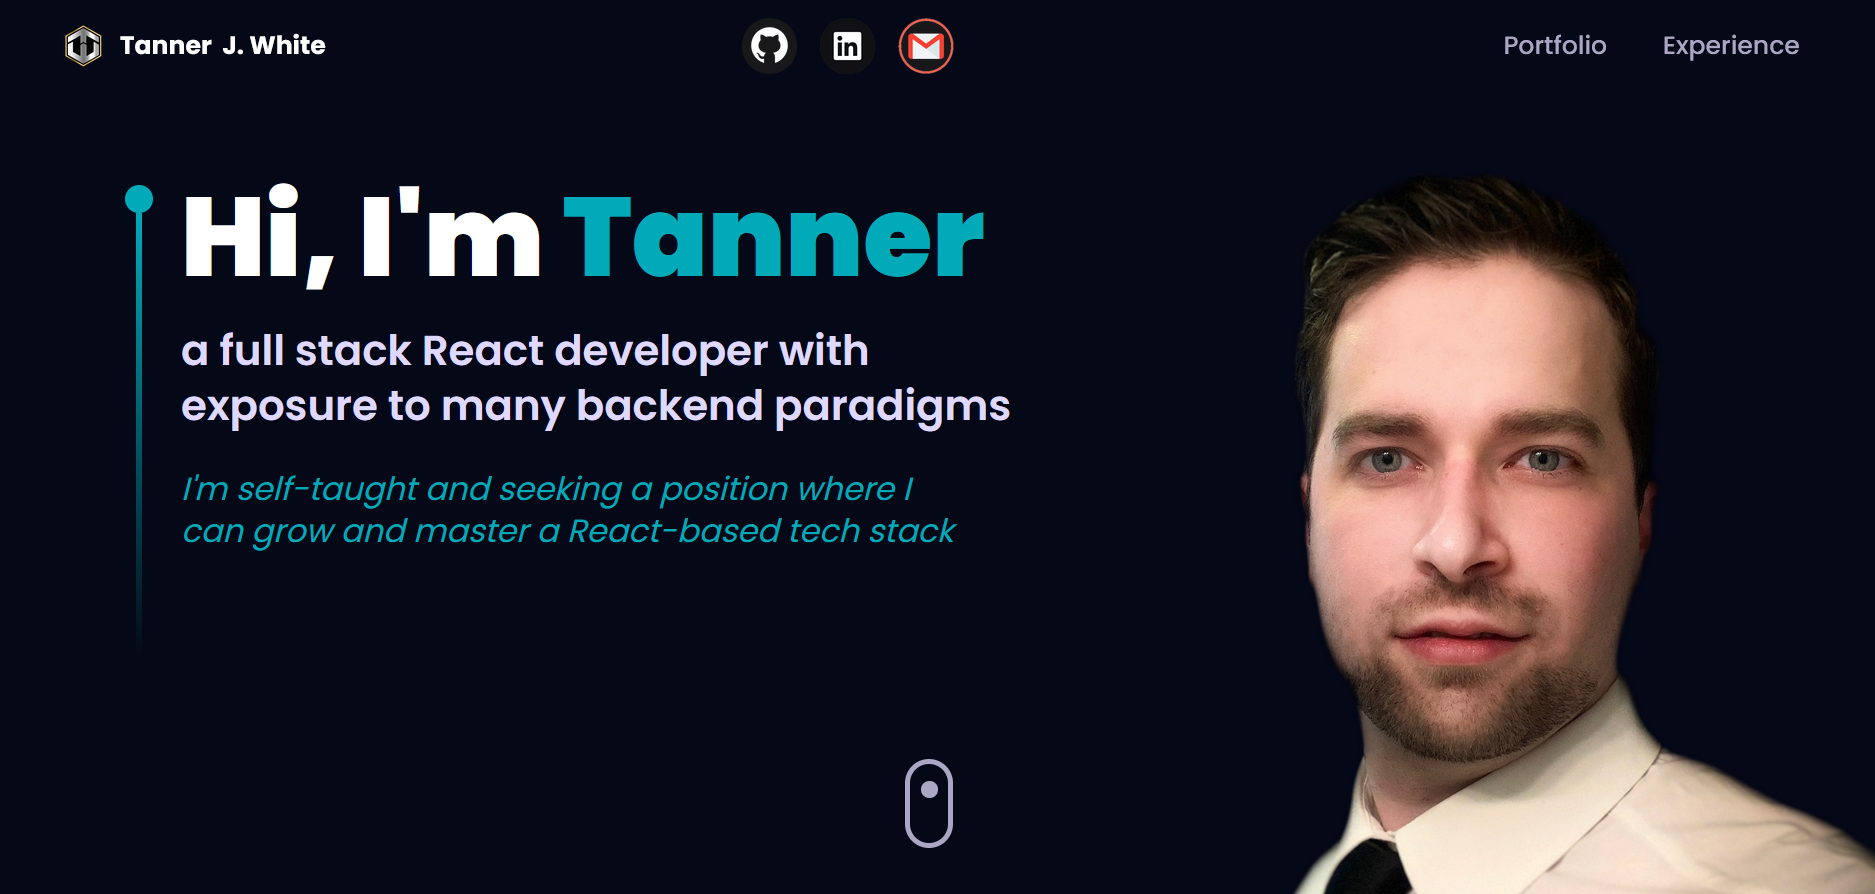 Tanner J. White
in
Portfolio
Experience
Hi, I'm Tanner
a full stack React developer with
exposure to many backend paradigms
I'm self-taught and seeking a position where I
can grow and master a React-based tech stack